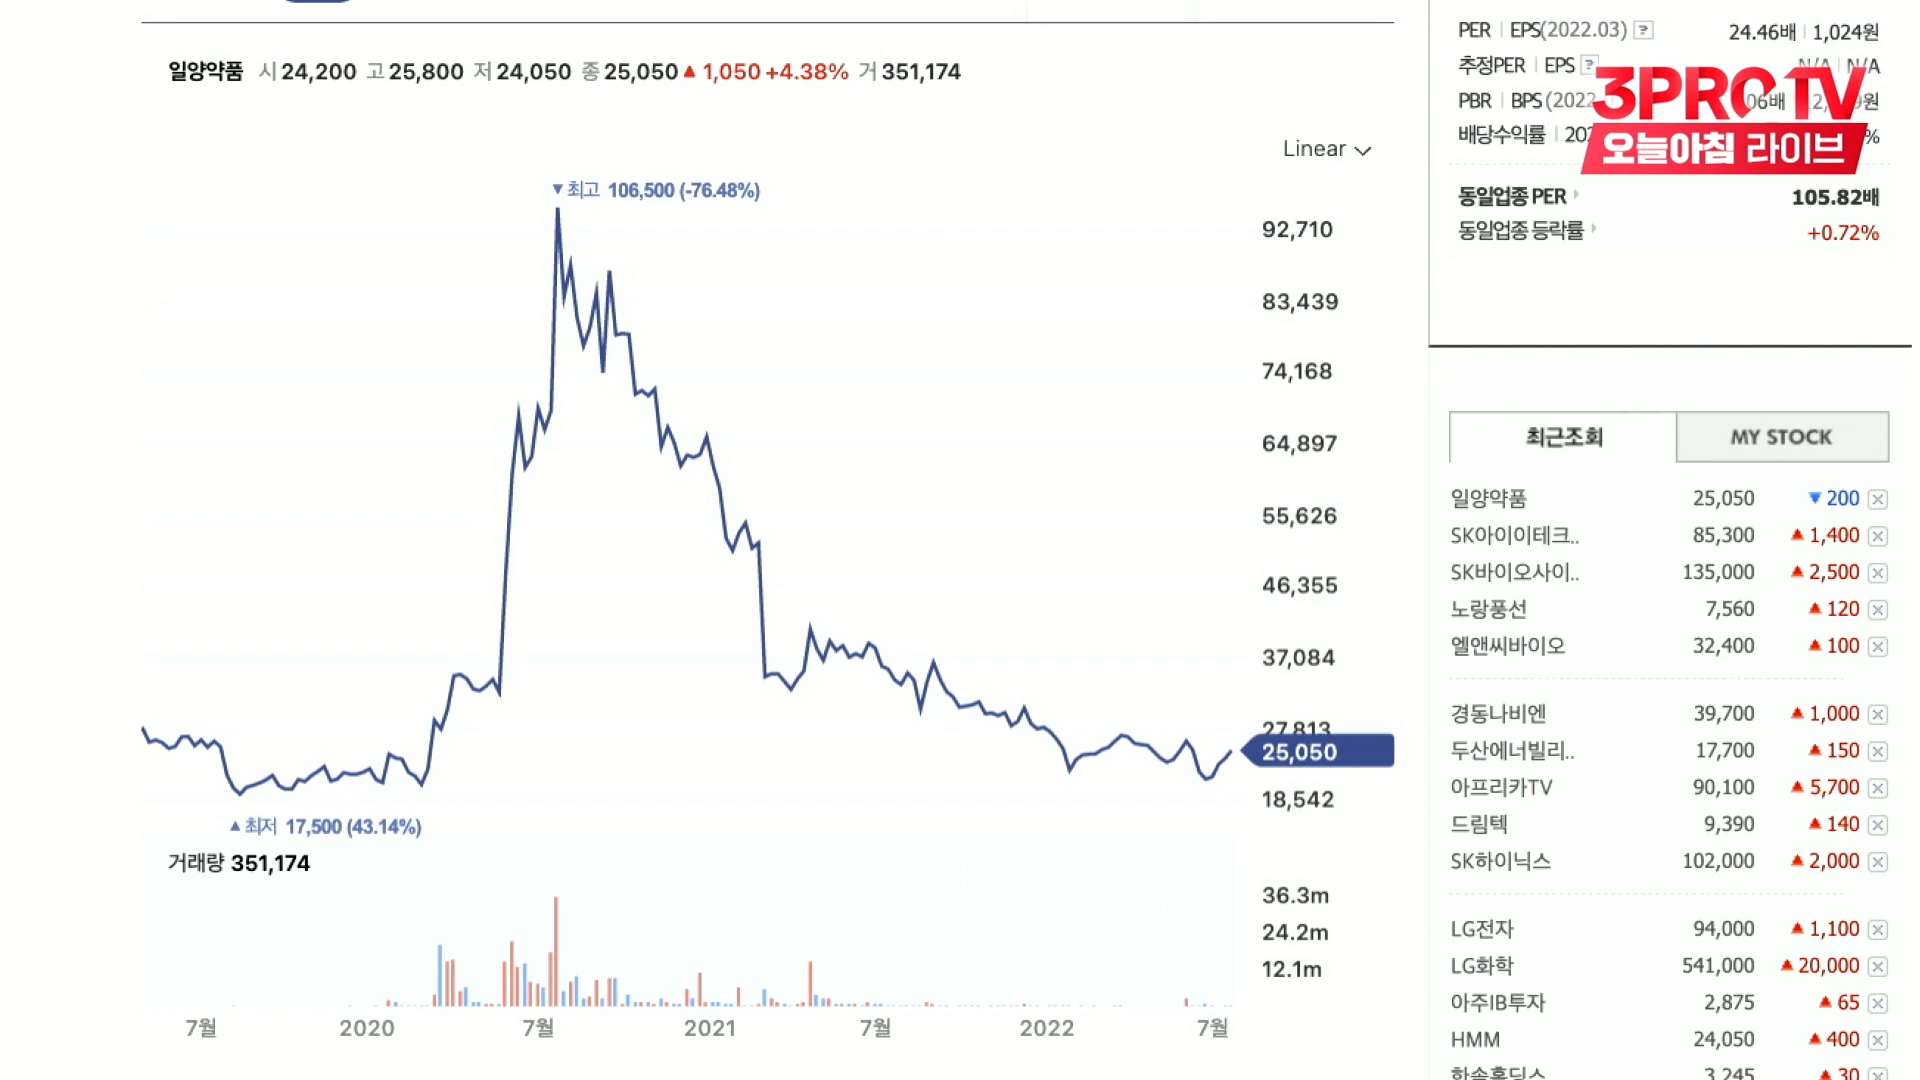 일양약품 시 24,200 고 25,800 저 24,050 종 25,050 ▲ 1,050 +4.38% 거 351,174
Linear
▼최고 106,500 (-76.48%)
92,710
83,439
74,168
64,897
55,626
46,355
37,084
27,813
25,050
18,542
▲최저 17,500 (43.14%)
거래량 351,174
36.3m
24.2m
12.1m
7월 2020 7월 2021 7월 2022 7월
PER | EPS(2022.03) ? 24.46배 | 1,024원
추정PER | EPS ? N/A | N/A
PBR | BPS (2022 06배 원
배당수익률 | 202 %
3PROTV
오늘아침 라이브
동일업종 PER 105.82배
동일업종 등락률 +0.72%
최근조회 MY STOCK
일양약품 25,050 ▼ 200
SK아이이테크.. 85,300 ▲ 1,400
SK바이오사이.. 135,000 ▲ 2,500
노랑풍선 7,560 ▲ 120
엘앤씨바이오 32,400 ▲ 100
경동나비엔 39,700 ▲ 1,000
두산에너빌리.. 17,700 ▲ 150
아프리카TV 90,100 ▲ 5,700
드림텍 9,390 ▲ 140
SK하이닉스 102,000 ▲ 2,000
LG전자 94,000 ▲ 1,100
LG화학 541,000 ▲ 20,000
아주IB투자 2,875 ▲ 65
HMM 24,050 ▲ 400
한솔홀딩스 3,245 ▲ 30